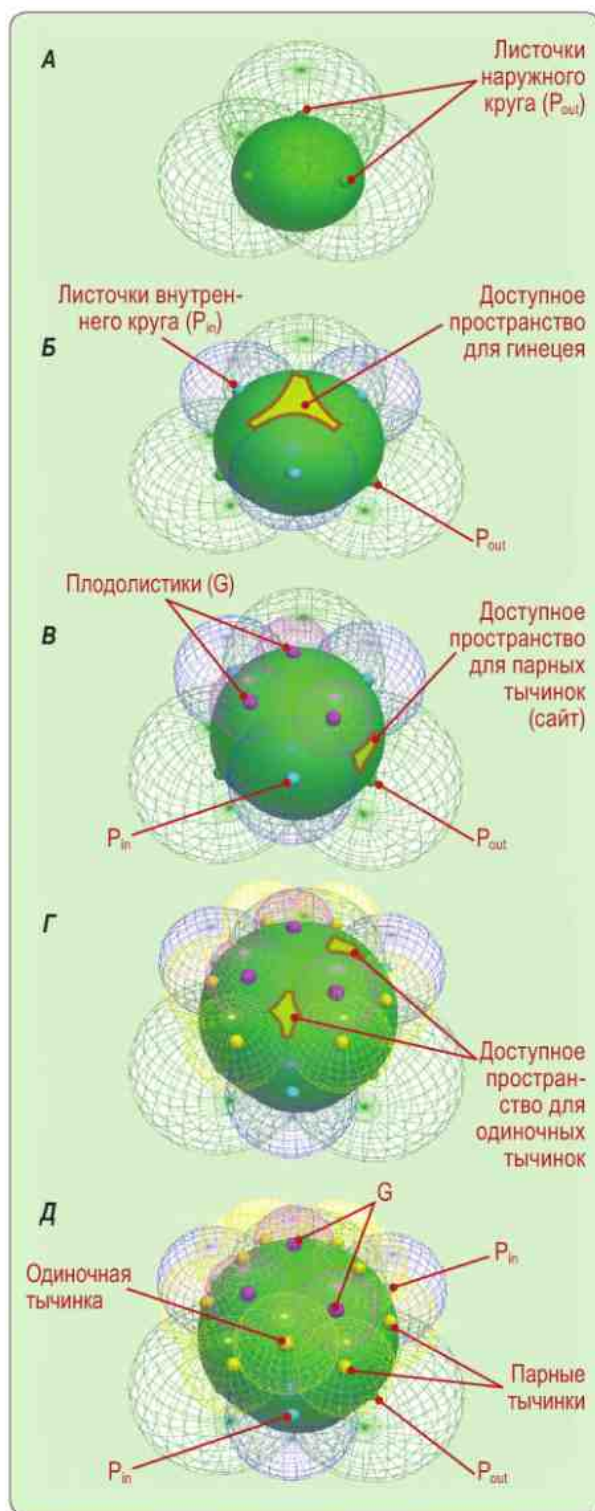 А
Листочки
наружного
круга (Pout)
Листочки внутрен-
него круга (Pin)
Б
Доступное
пространство
для гинецея
Pout
Плодолистики (G)
В
Доступное
пространство
для парных
тычинок
(сайт)
Pin
Pout
Г
Доступное
простран-
ство для
одиночных
тычинок
Д
G
Pin
Одиночная
тычинка
Парные
тычинки
Pin
Pout